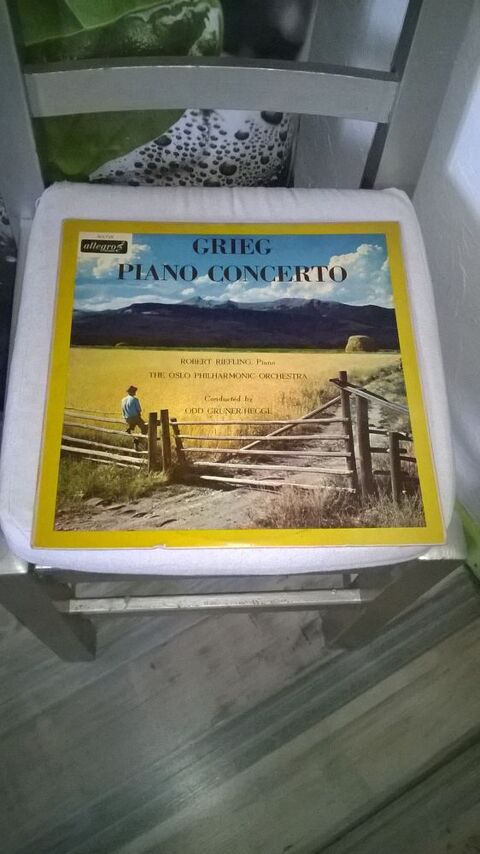 allegro
GRIEG
PIANO CONCERTO
ROBERT RIEFLING, Piano
THE OSLO PHILHARMONIC ORCHESTRA
Conducted by
ODD GRUNER-HEGGE